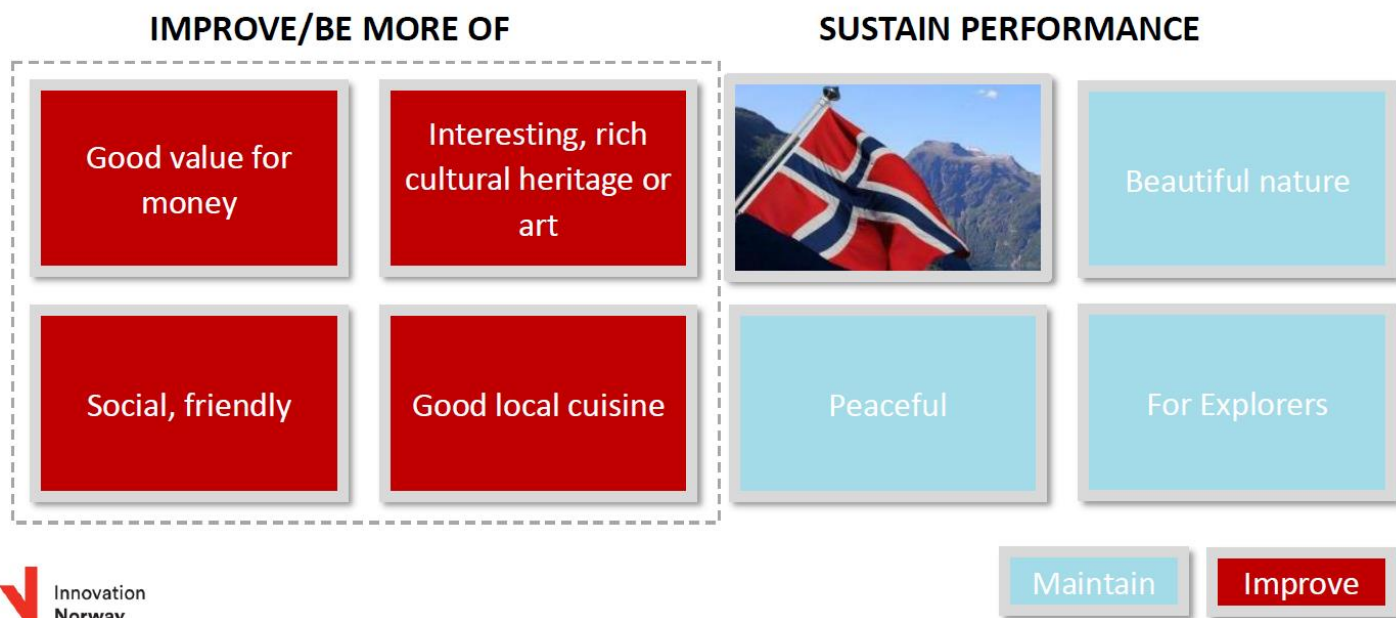 IMPROVE/BE MORE OF
SUSTAIN PERFORMANCE
Good value for
money
Interesting, rich
cultural heritage or
art
Beautiful nature
Social, friendly
Good local cuisine
Peaceful
For Explorers
Innovation
Norway
Maintain
Improve